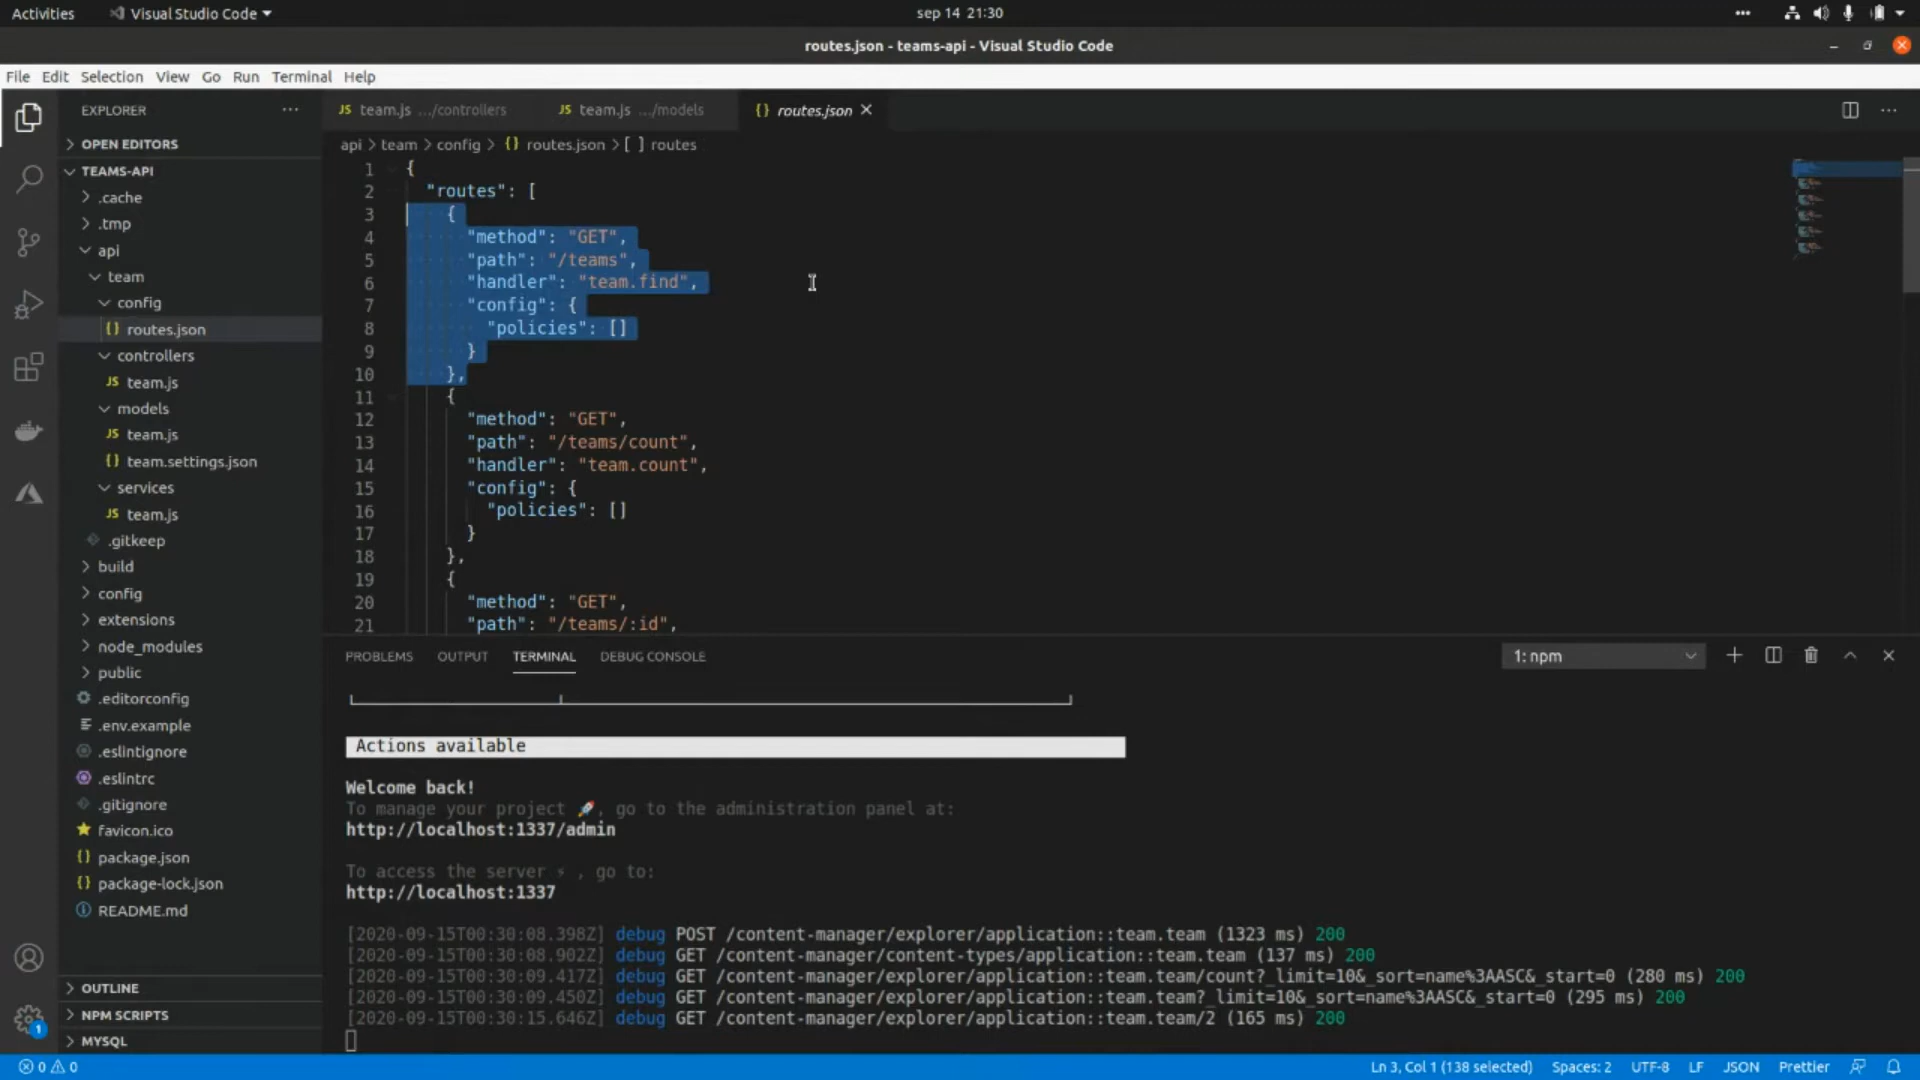 Activities
Visual Studio Code
sep 14 21:30
routes.json - teams-api - Visual Studio Code
File Edit Selection View Go Run Terminal Help
EXPLORER
OPEN EDITORS
TEAMS-API
.cache
.tmp
api
team
config
{} routes.json
controllers
JS team.js
models
JS team.js
{} team.settings.json
services
JS team.js
.gitkeep
build
config
extensions
node_modules
public
.editorconfig
.env.example
.eslintignore
.eslintrc
.gitignore
favicon.ico
{} package.json
{} package-lock.json
README.md
OUTLINE
NPM SCRIPTS
MYSQL
1
JS team.js .../controllers
JS team.js .../models
{} routes.json
api > team > config > {} routes.json > [ ] routes
1 {
2 "routes": [
3 {
4 "method": "GET",
5 "path": "/teams",
6 "handler": "team.find",
7 "config": {
8 "policies": []
9 }
10 },
11 {
12 "method": "GET",
13 "path": "/teams/count",
14 "handler": "team.count",
15 "config": {
16 "policies": []
17 }
18 },
19 {
20 "method": "GET",
21 "path": "/teams/:id",
PROBLEMS OUTPUT TERMINAL DEBUG CONSOLE
1: npm
Actions available
Welcome back!
To manage your project 🚀, go to the administration panel at:
http://localhost:1337/admin
To access the server ⚡ , go to:
http://localhost:1337
[2020-09-15T00:30:08.398Z] debug POST /content-manager/explorer/application::team.team (1323 ms) 200
[2020-09-15T00:30:08.902Z] debug GET /content-manager/content-types/application::team.team (137 ms) 200
[2020-09-15T00:30:09.417Z] debug GET /content-manager/explorer/application::team.team/count?_limit=10&_sort=name%3AASC&_start=0 (280 ms) 200
[2020-09-15T00:30:09.450Z] debug GET /content-manager/explorer/application::team.team?_limit=10&_sort=name%3AASC&_start=0 (295 ms) 200
[2020-09-15T00:30:15.646Z] debug GET /content-manager/explorer/application::team.team/2 (165 ms) 200
0 0
Ln 3, Col 1 (138 selected)
Spaces: 2
UTF-8
LF
JSON
Prettier